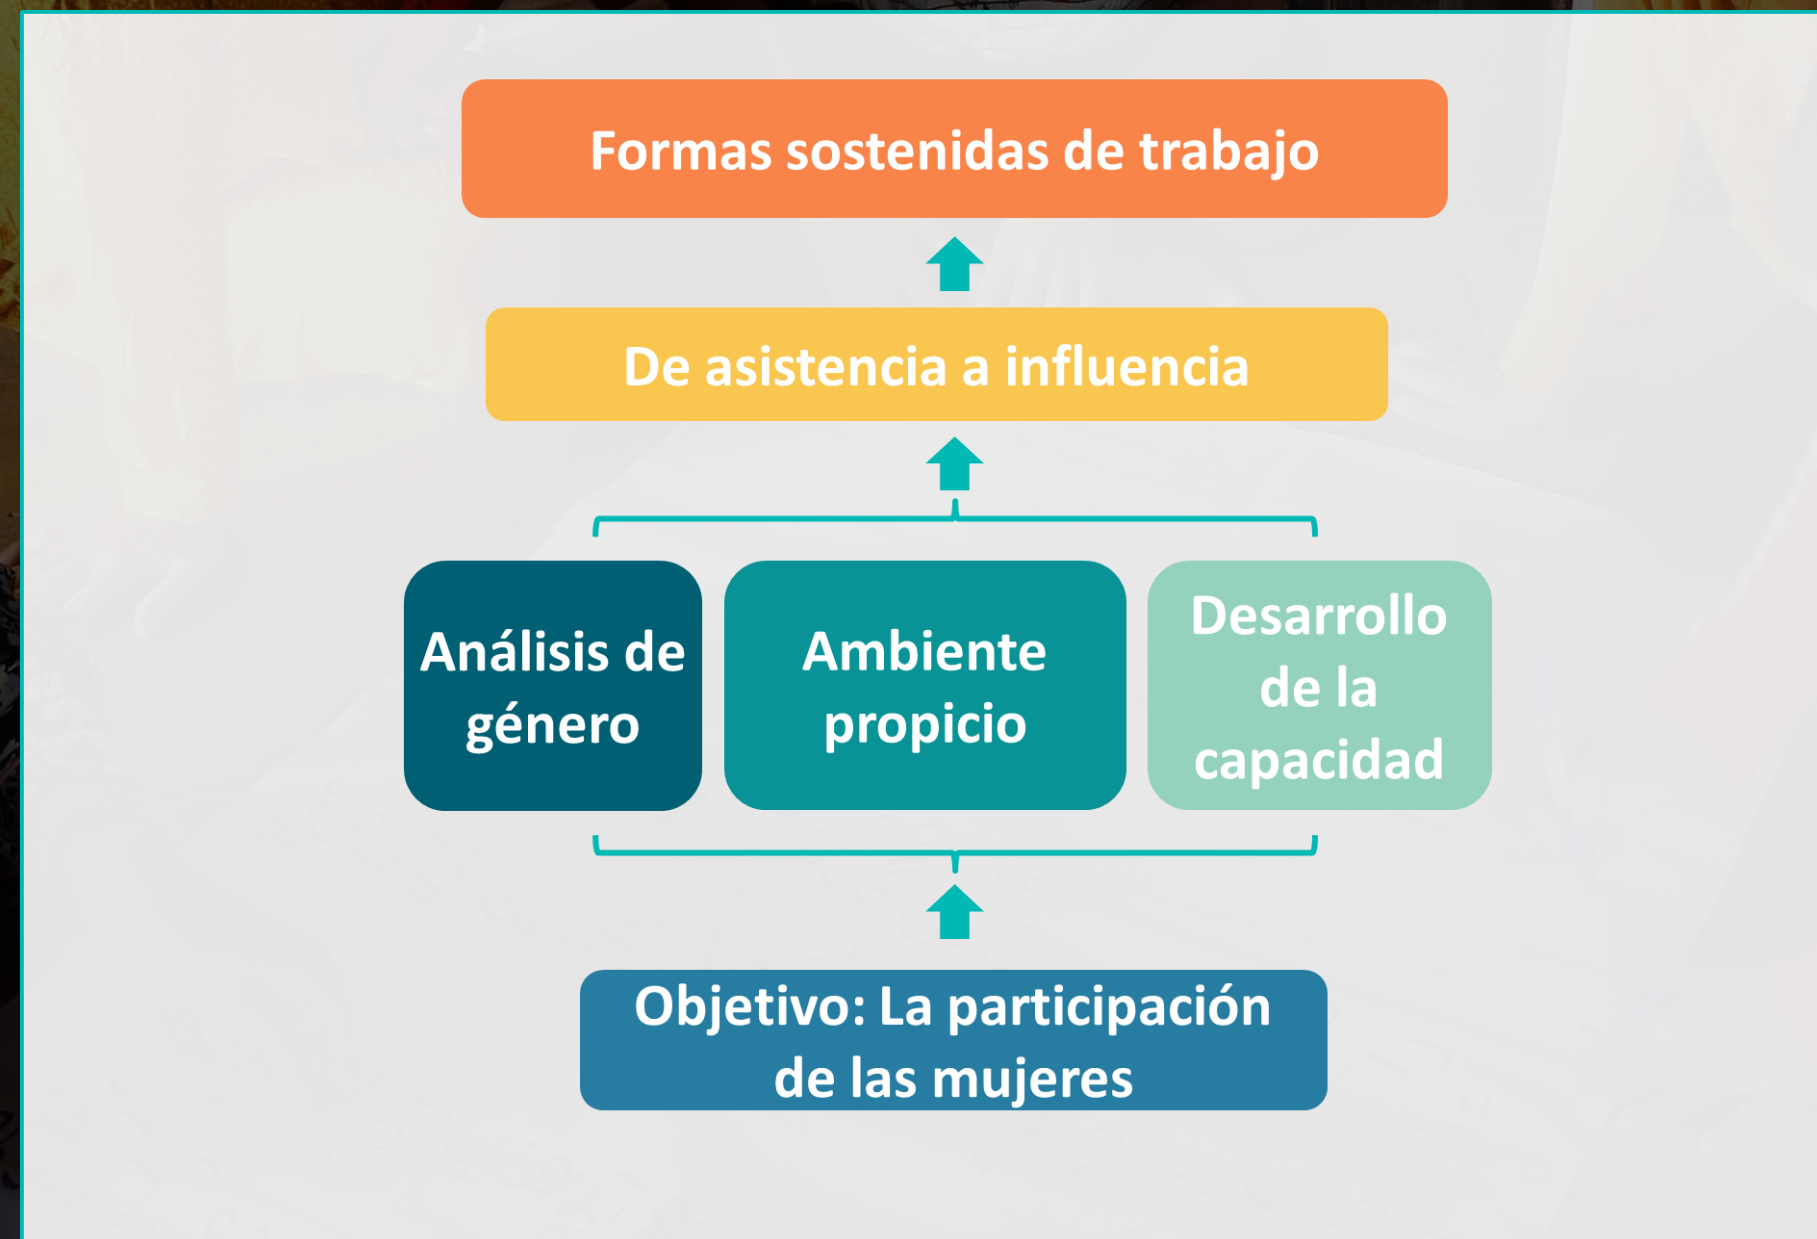 Formas sostenidas de trabajo
De asistencia a influencia
Análisis de
género
Ambiente
propicio
Desarrollo
de la
capacidad
Objetivo: La participación
de las mujeres